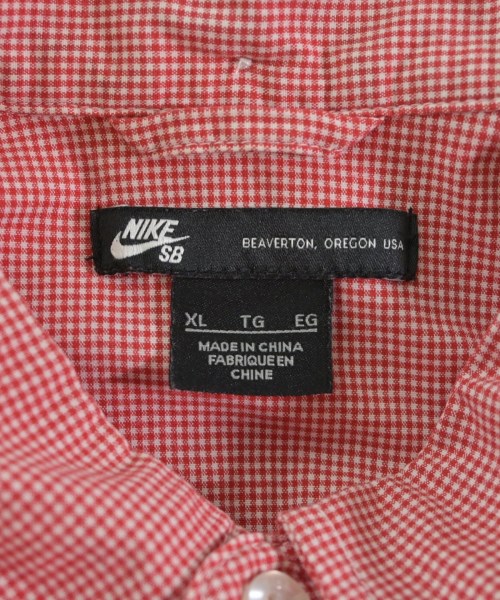 NIKE
SB
BEAVERTON, OREGON USA
XL TG EG
MADE IN CHINA
FABRIQUE EN
CHINE